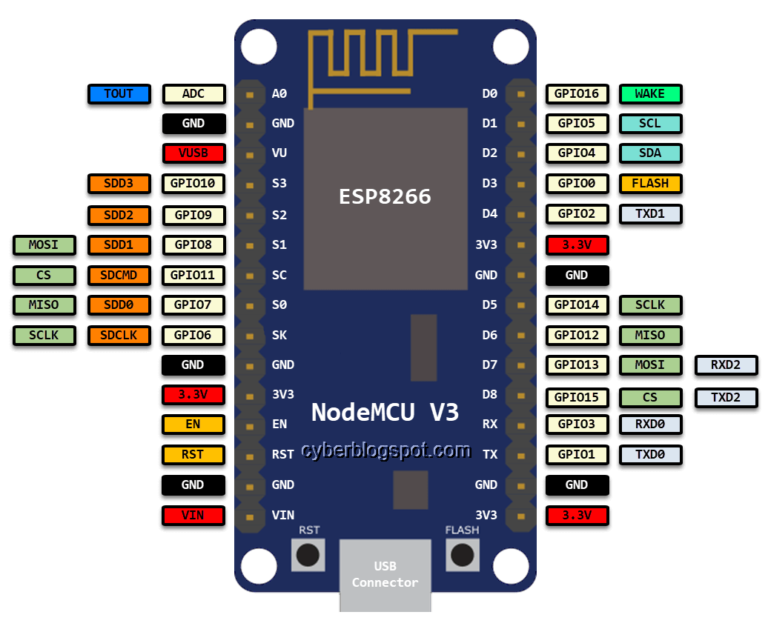 TOUT ADC A0 D0 GPIO16 WAKE
GND GND D1 GPIO5 SCL
VUSB VU D2 GPIO4 SDA
SDD3 GPIO10 S3 D3 GPIO0 FLASH
ESP8266
SDD2 GPIO9 S2 D4 GPIO2 TXD1
MOSI SDD1 GPIO8 S1 3V3 3.3V
CS SDCMD GPIO11 SC GND GND
MISO SDD0 GPIO7 S0 D5 GPIO14 SCLK
SCLK SDCLK GPIO6 SK D6 GPIO12 MISO
GND GND D7 GPIO13 MOSI RXD2
3.3V 3V3 D8 GPIO15 CS TXD2
NodeMCU V3
EN EN RX GPIO3 RXD0
cyberblogspot.com
RST RST TX GPIO1 TXD0
GND GND GND GND
VIN VIN 3V3 3.3V
RST FLASH
USB
Connector